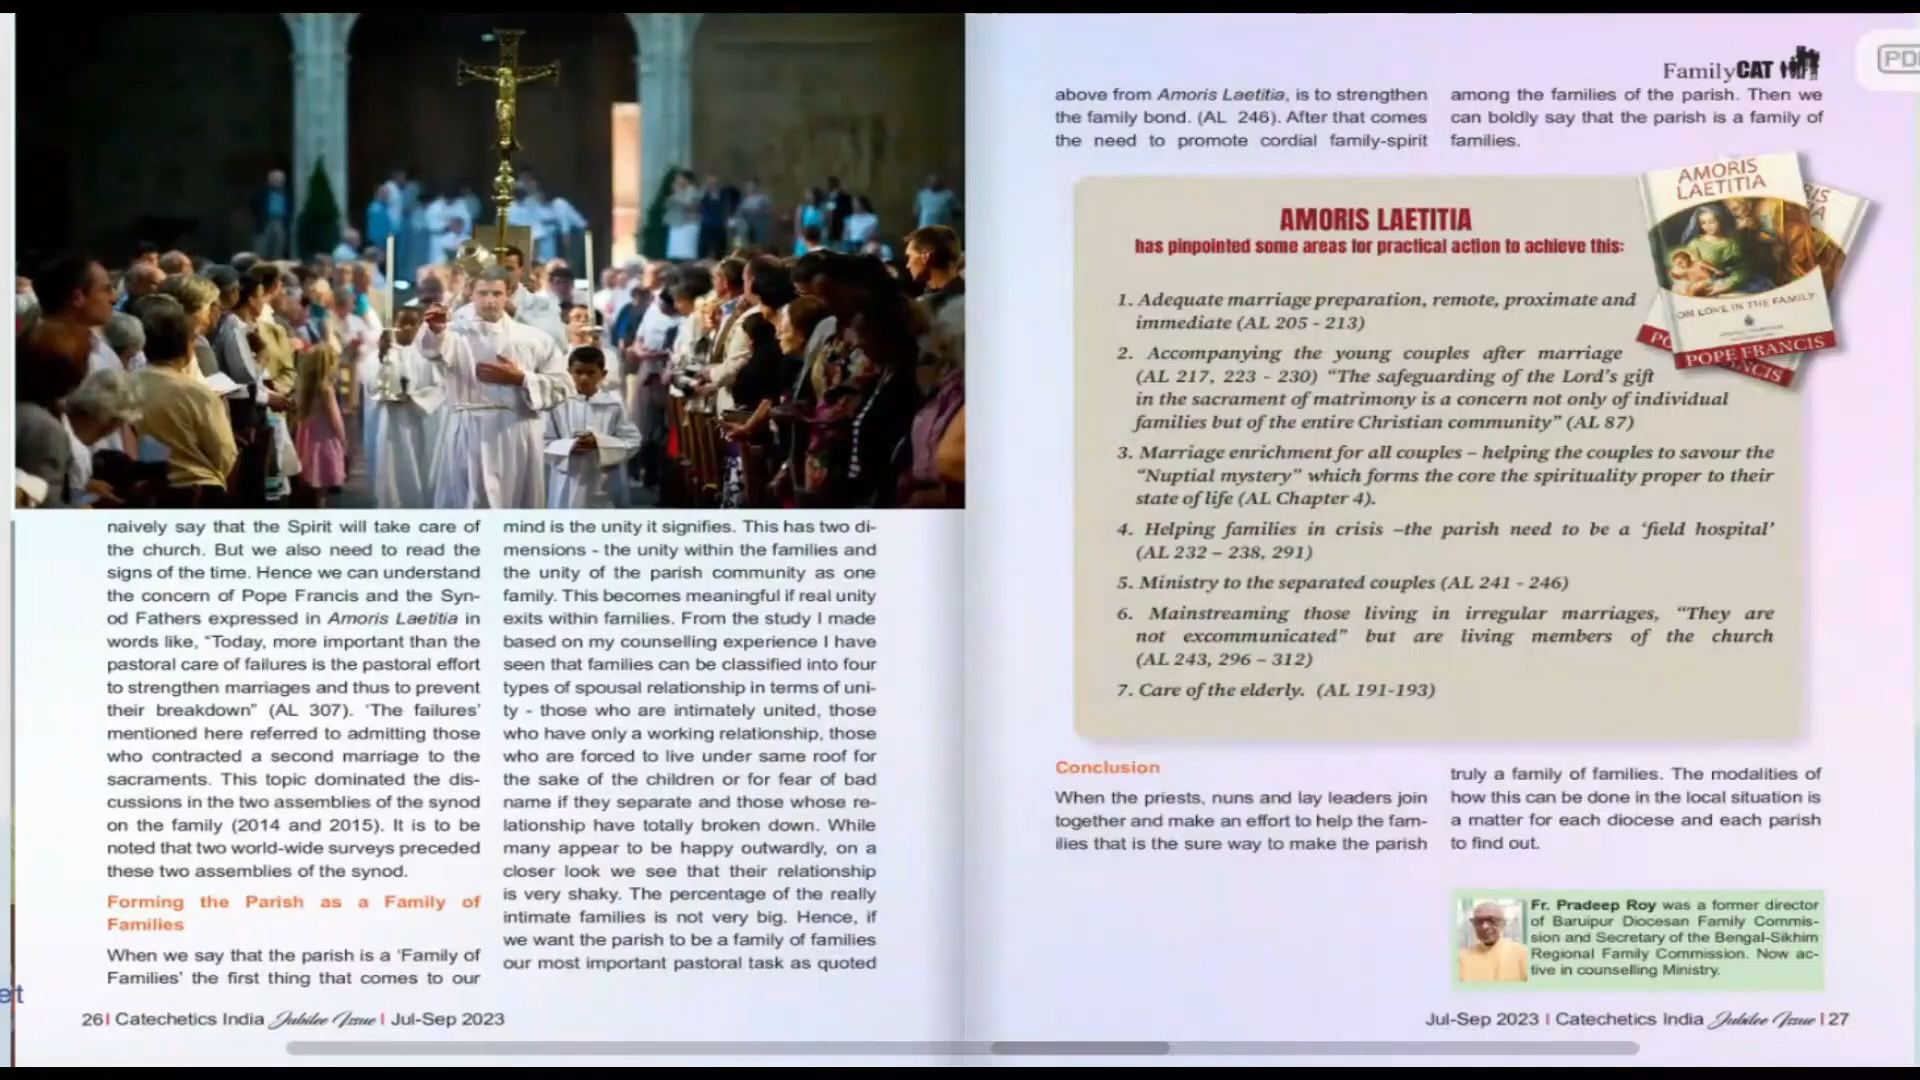 naively say that the Spirit will take care of
the church. But we also need to read the
signs of the time. Hence we can understand
the concern of Pope Francis and the Syn-
od Fathers expressed in Amoris Laetitia in
words like, “Today, more important than the
pastoral care of failures is the pastoral effort
to strengthen marriages and thus to prevent
their breakdown” (AL 307). ‘The failures’
mentioned here referred to admitting those
who contracted a second marriage to the
sacraments. This topic dominated the dis-
cussions in the two assemblies of the synod
on the family (2014 and 2015). It is to be
noted that two world-wide surveys preceded
these two assemblies of the synod.
Forming the Parish as a Family of
Families
When we say that the parish is a ‘Family of
Families’ the first thing that comes to our
mind is the unity it signifies. This has two di-
mensions - the unity within the families and
the unity of the parish community as one
family. This becomes meaningful if real unity
exits within families. From the study I made
based on my counselling experience I have
seen that families can be classified into four
types of spousal relationship in terms of uni-
ty - those who are intimately united, those
who have only a working relationship, those
who are forced to live under same roof for
the sake of the children or for fear of bad
name if they separate and those whose re-
lationship have totally broken down. While
many appear to be happy outwardly, on a
closer look we see that their relationship
is very shaky. The percentage of the really
intimate families is not very big. Hence, if
we want the parish to be a family of families
our most important pastoral task as quoted
26I Catechetics India Jubilee Issue I Jul-Sep 2023
FamilyCAT
above from Amoris Laetitia, is to strengthen
the family bond. (AL 246). After that comes
the need to promote cordial family-spirit
among the families of the parish. Then we
can boldly say that the parish is a family of
families.
AMORIS
LAETITIA
ON LOVE IN THE FAMILY
POPE FRANCIS
AMORIS LAETITIA
has pinpointed some areas for practical action to achieve this:
1. Adequate marriage preparation, remote, proximate and
immediate (AL 205 - 213)
2. Accompanying the young couples after marriage
(AL 217, 223 - 230) “The safeguarding of the Lord’s gift
in the sacrament of matrimony is a concern not only of individual
families but of the entire Christian community” (AL 87)
3. Marriage enrichment for all couples – helping the couples to savour the
“Nuptial mystery” which forms the core the spirituality proper to their
state of life (AL Chapter 4).
4. Helping families in crisis –the parish need to be a ‘field hospital’
(AL 232 – 238, 291)
5. Ministry to the separated couples (AL 241 - 246)
6. Mainstreaming those living in irregular marriages, “They are
not excommunicated” but are living members of the church
(AL 243, 296 – 312)
7. Care of the elderly. (AL 191-193)
Conclusion
When the priests, nuns and lay leaders join
together and make an effort to help the fam-
ilies that is the sure way to make the parish
truly a family of families. The modalities of
how this can be done in the local situation is
a matter for each diocese and each parish
to find out.
Fr. Pradeep Roy was a former director
of Baruipur Diocesan Family Commis-
sion and Secretary of the Bengal-Sikhim
Regional Family Commission. Now ac-
tive in counselling Ministry.
Jul-Sep 2023 I Catechetics India Jubilee Issue I 27